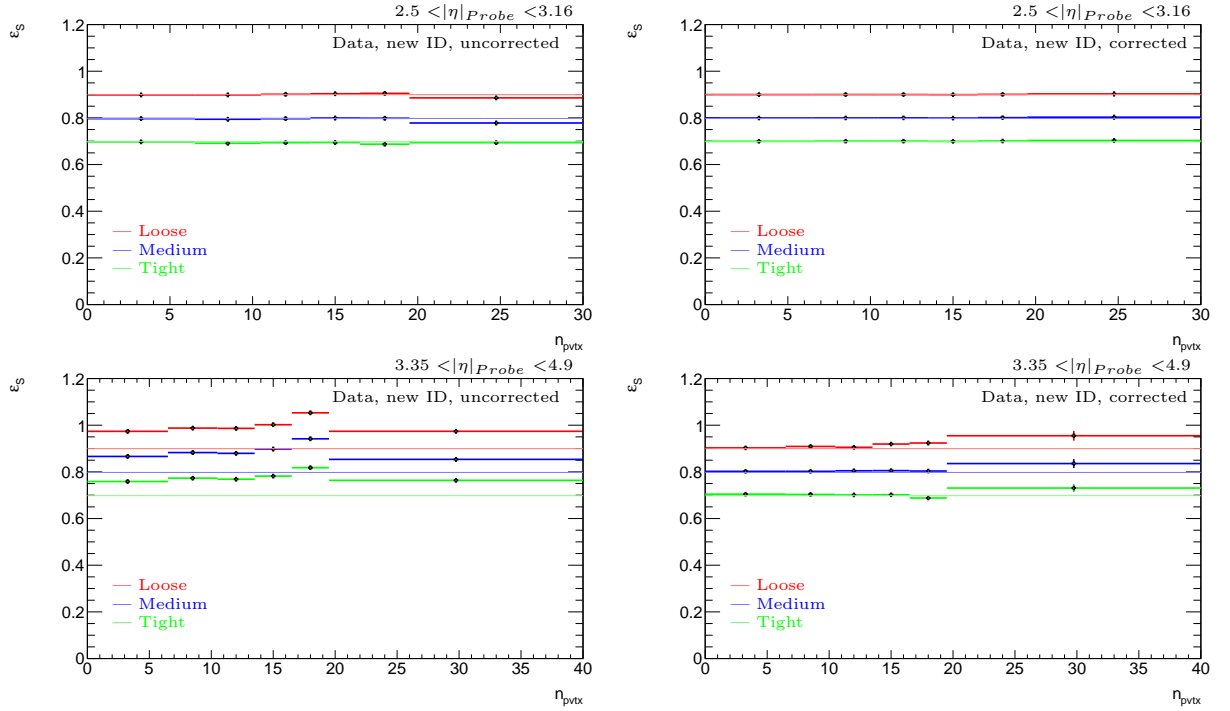 2.5 <|η|Probe <3.16
εS
Data, new ID, uncorrected
1.2
1
0.8
0.6
0.4
0.2
0
Loose
Medium
Tight
0 5 10 15 20 25 30
npvtx
2.5 <|η|Probe <3.16
εS
Data, new ID, corrected
1.2
1
0.8
0.6
0.4
0.2
0
Loose
Medium
Tight
0 5 10 15 20 25 30
npvtx
3.35 <|η|Probe <4.9
εS
Data, new ID, uncorrected
1.2
1
0.8
0.6
0.4
0.2
0
Loose
Medium
Tight
0 5 10 15 20 25 30 35 40
npvtx
3.35 <|η|Probe <4.9
εS
Data, new ID, corrected
1.2
1
0.8
0.6
0.4
0.2
0
Loose
Medium
Tight
0 5 10 15 20 25 30 35 40
npvtx